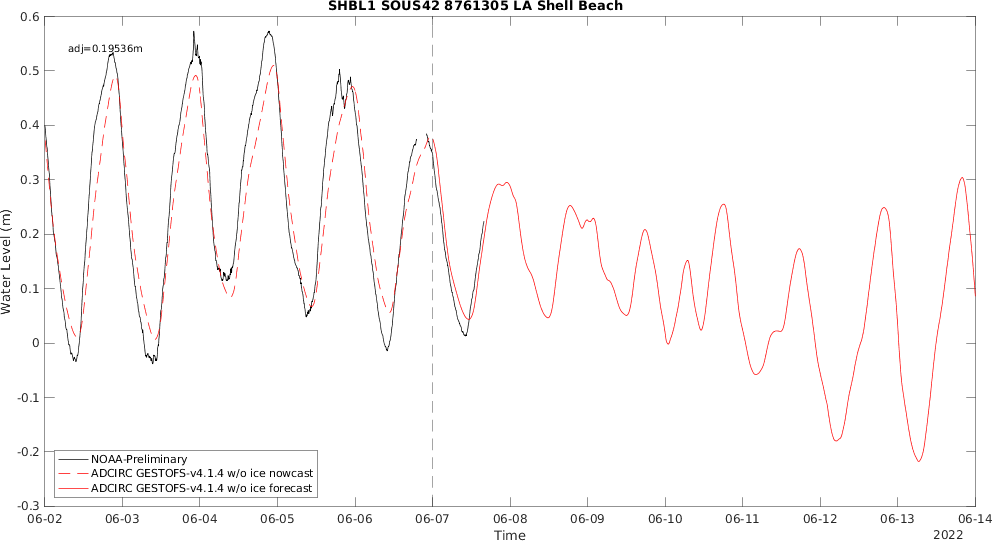 SHBL1 SOUS42 8761305 LA Shell Beach
0.6
adj=0.19536m
0.5
0.4
0.3
0.2
0.1
0
-0.1
-0.2
-0.3
Water Level (m)
NOAA-Preliminary
ADCIRC GESTOFS-v4.1.4 w/o ice nowcast
ADCIRC GESTOFS-v4.1.4 w/o ice forecast
06-02 06-03 06-04 06-05 06-06 06-07 06-08 06-09 06-10 06-11 06-12 06-13 06-14
Time
2022